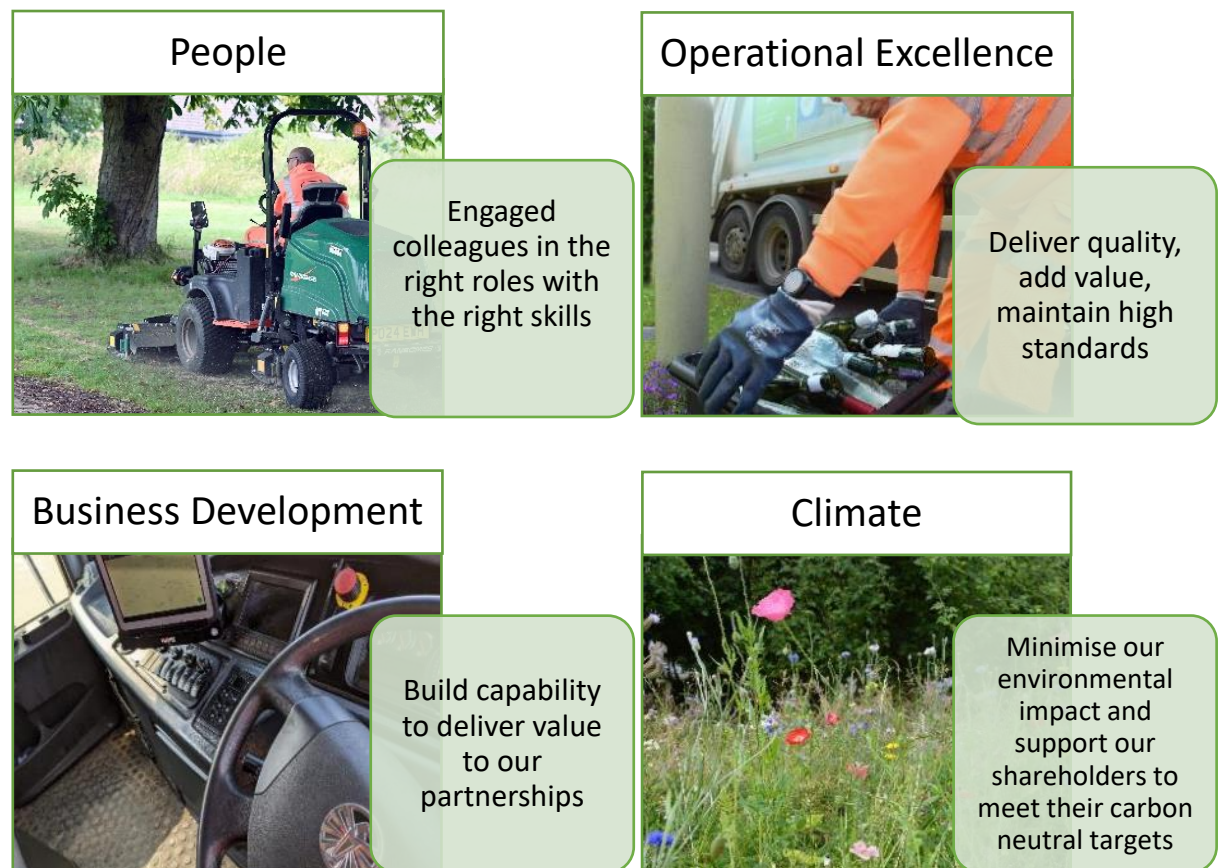 People
Engaged
colleagues in the
right roles with
the right skills
Operational Excellence
Deliver quality,
add value,
maintain high
standards
Business Development
Build capability
to deliver value
to our
partnerships
Climate
Minimise our
environmental
impact and
support our
shareholders to
meet their carbon
neutral targets